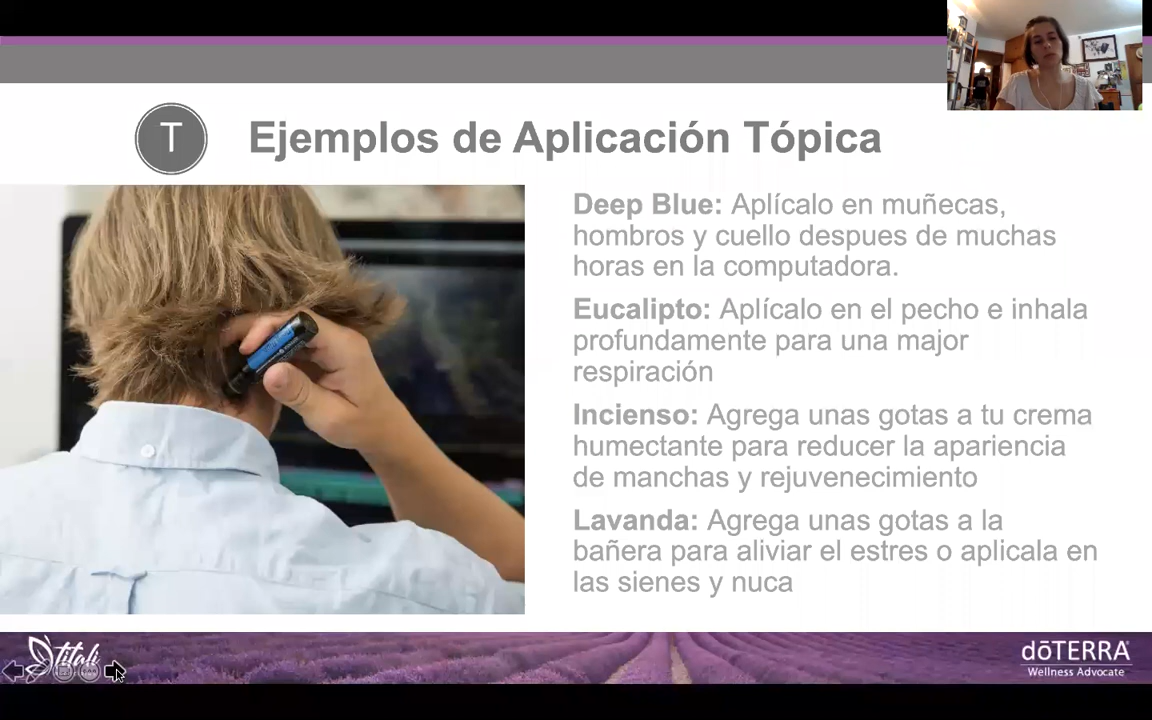 T
Ejemplos de Aplicación Tópica
Deep Blue: Aplícalo en muñecas,
hombros y cuello despues de muchas
horas en la computadora.
Eucalipto: Aplícalo en el pecho e inhala
profundamente para una major
respiración
Incienso: Agrega unas gotas a tu crema
humectante para reducer la apariencia
de manchas y rejuvenecimiento
Lavanda: Agrega unas gotas a la
bañera para aliviar el estres o aplicala en
las sienes y nuca
Titali
dōTERRA
Wellness Advocate